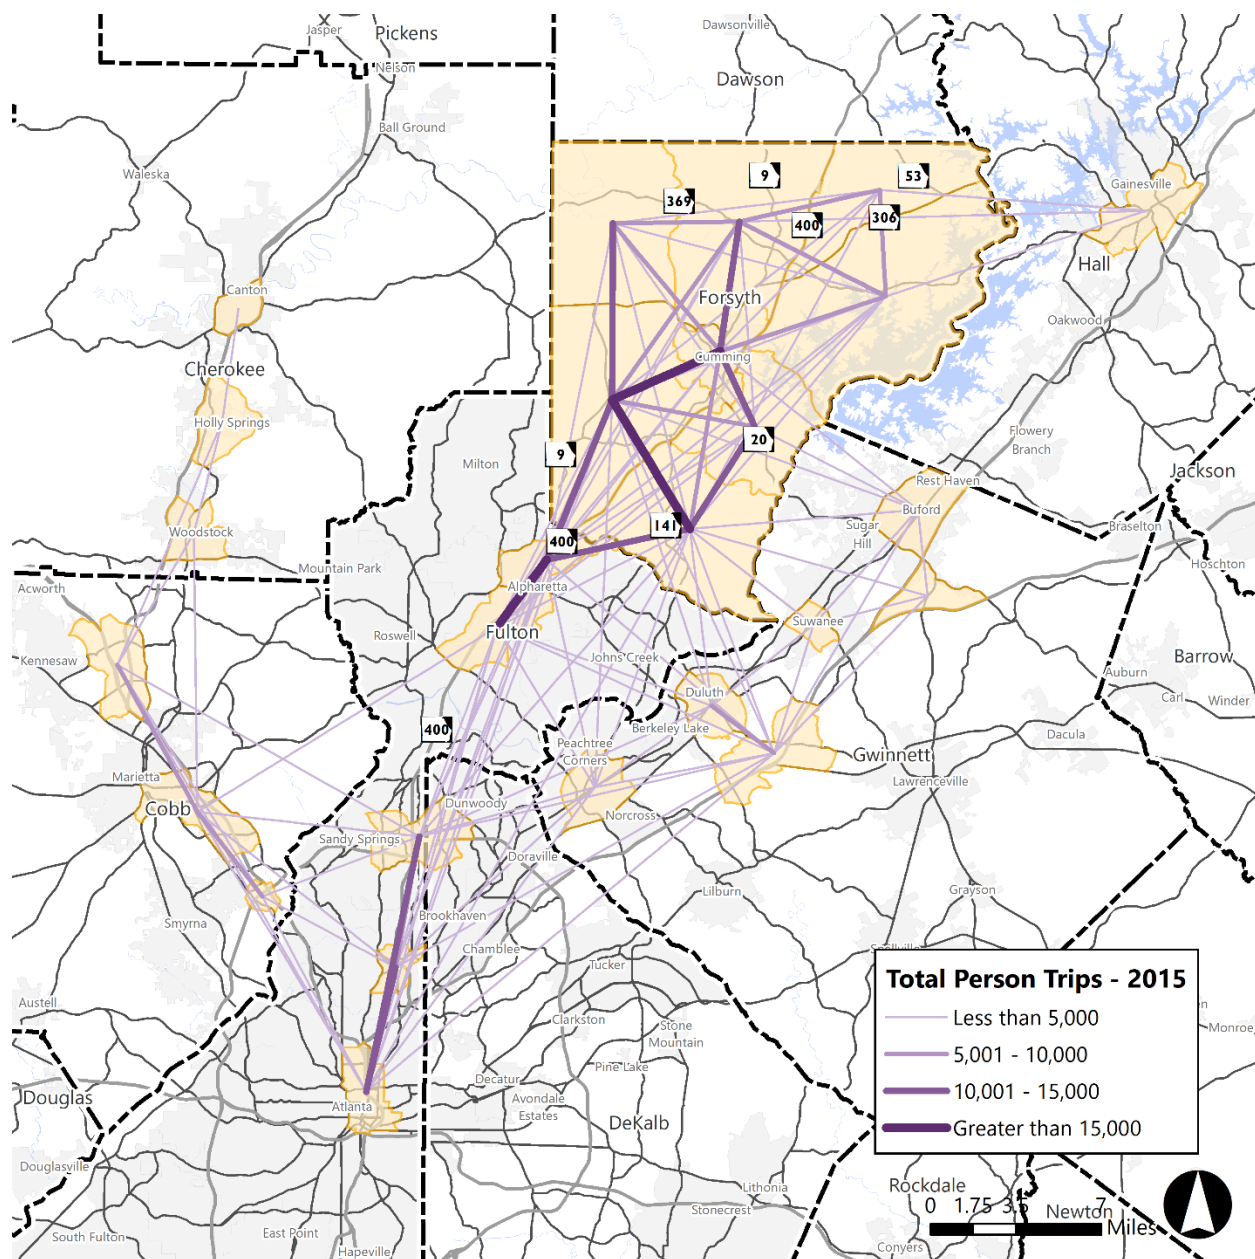 Jasper
Pickens
Dawsonville
Nelson
Dawson
Ball Ground
Waleska
9
53
Gainesville
369
306
400
Hall
Canton
Forsyth
Oakwood
Cumming
Cherokee
Holly Springs
Flowery
Branch
20
9
Milton
Jackson
Rest Haven
Woodstock
141
Buford
Sugar
Hill
Braselton
400
Mountain Park
Hoschton
Acworth
Alpharetta
Suwanee
Roswell
Fulton
Kennesaw
Johns Creek
Barrow
Auburn
Duluth
Carl
Winder
400
Berkeley Lake
Dacula
Peachtree
Corners
Gwinnett
Marietta
Lawrenceville
Cobb
Dunwoody
Norcross
Sandy Springs
Doraville
Lilburn
Grayson
Smyrna
Brookhaven
Chamblee
Tucker
Total Person Trips - 2015
Less than 5,000
5,001 - 10,000
10,001 - 15,000
Greater than 15,000
Austell
Clarkston
Stone
Mountain
Monroe
Pine Lake
Decatur
Avondale
Estates
Douglas
Atlanta
DeKalb
Douglasville
Rockdale
Lithonia
Stonecrest
0 1.75 3.5 7
Newton
Miles
South Fulton
East Point
Hapeville
Conyers